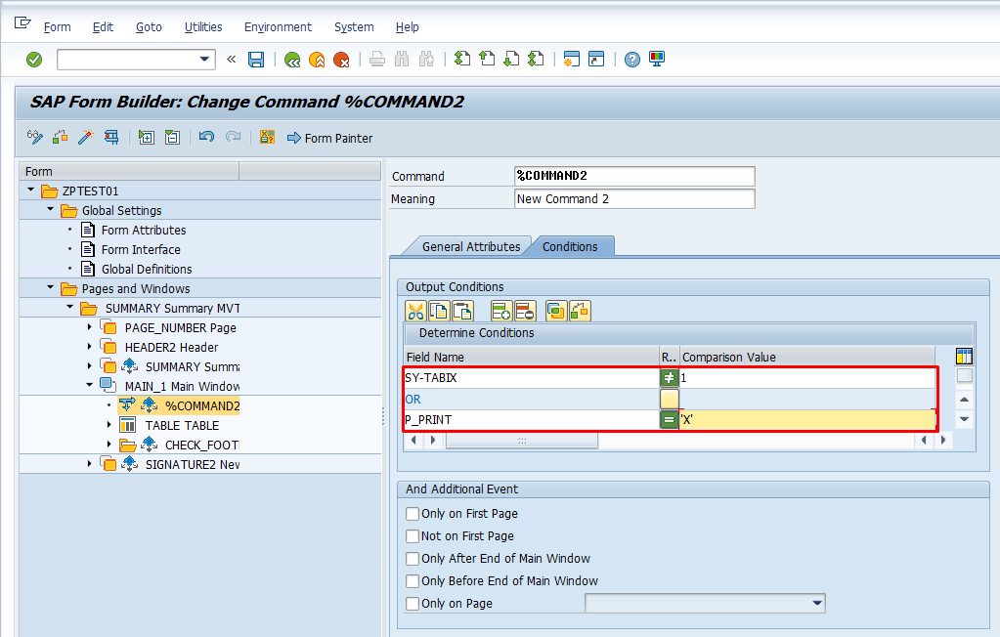 Form Edit Goto Utilities Environment System Help
SAP Form Builder: Change Command %COMMAND2
Form Painter
Form
ZPTEST01
Global Settings
Form Attributes
Form Interface
Global Definitions
Pages and Windows
SUMMARY Summary MVT
PAGE_NUMBER Page
HEADER2 Header
SUMMARY Summa
MAIN_1 Main Window
%COMMAND2
TABLE TABLE
CHECK_FOOT
SIGNATURE2 New
Command %COMMAND2
Meaning New Command 2
General Attributes Conditions
Output Conditions
Determine Conditions
Field Name R.. Comparison Value
SY-TABIX ≠ 1
OR
P_PRINT = 'X'
And Additional Event
Only on First Page
Not on First Page
Only After End of Main Window
Only Before End of Main Window
Only on Page